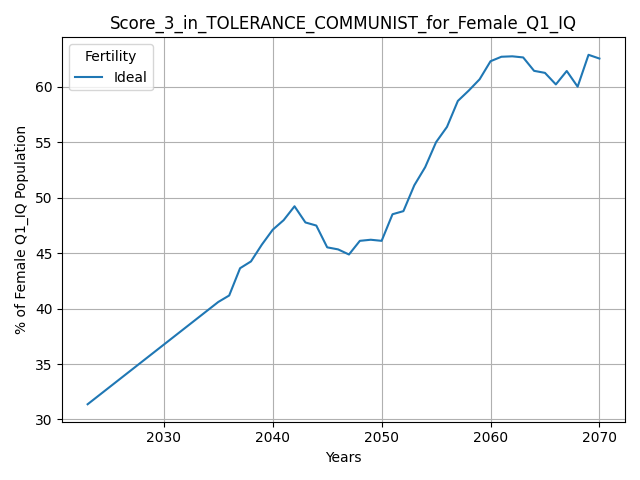 Score_3_in_TOLERANCE_COMMUNIST_for_Female_Q1_IQ
Fertility
Ideal
% of Female Q1_IQ Population
60
55
50
45
40
35
30
2030 2040 2050 2060 2070
Years